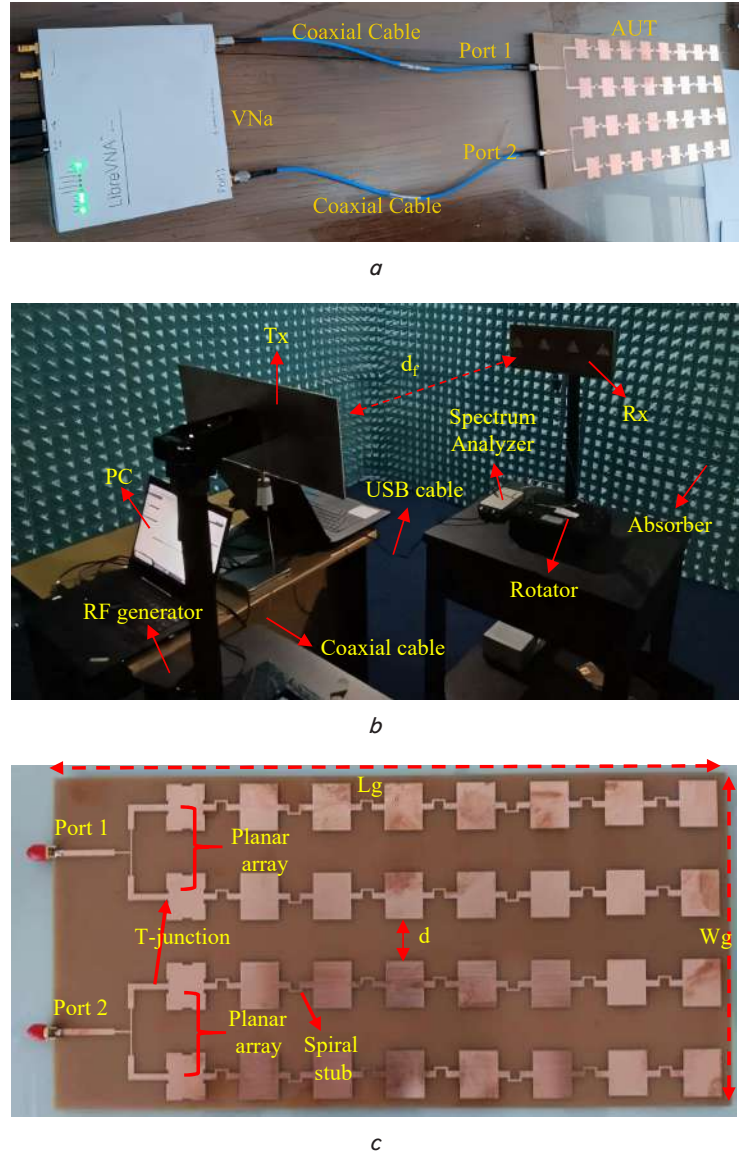 Coaxial Cable
Port 1
AUT
VNa
LibreVNA
Port 2
Coaxial Cable
a
Tx
d_f
Rx
Spectrum
Analyzer
PC
USB cable
Absorber
Rotator
RF generator
Coaxial cable
b
Lg
Port 1
Planar
array
T-junction
d
Wg
Port 2
Planar
array
Spiral
stub
c